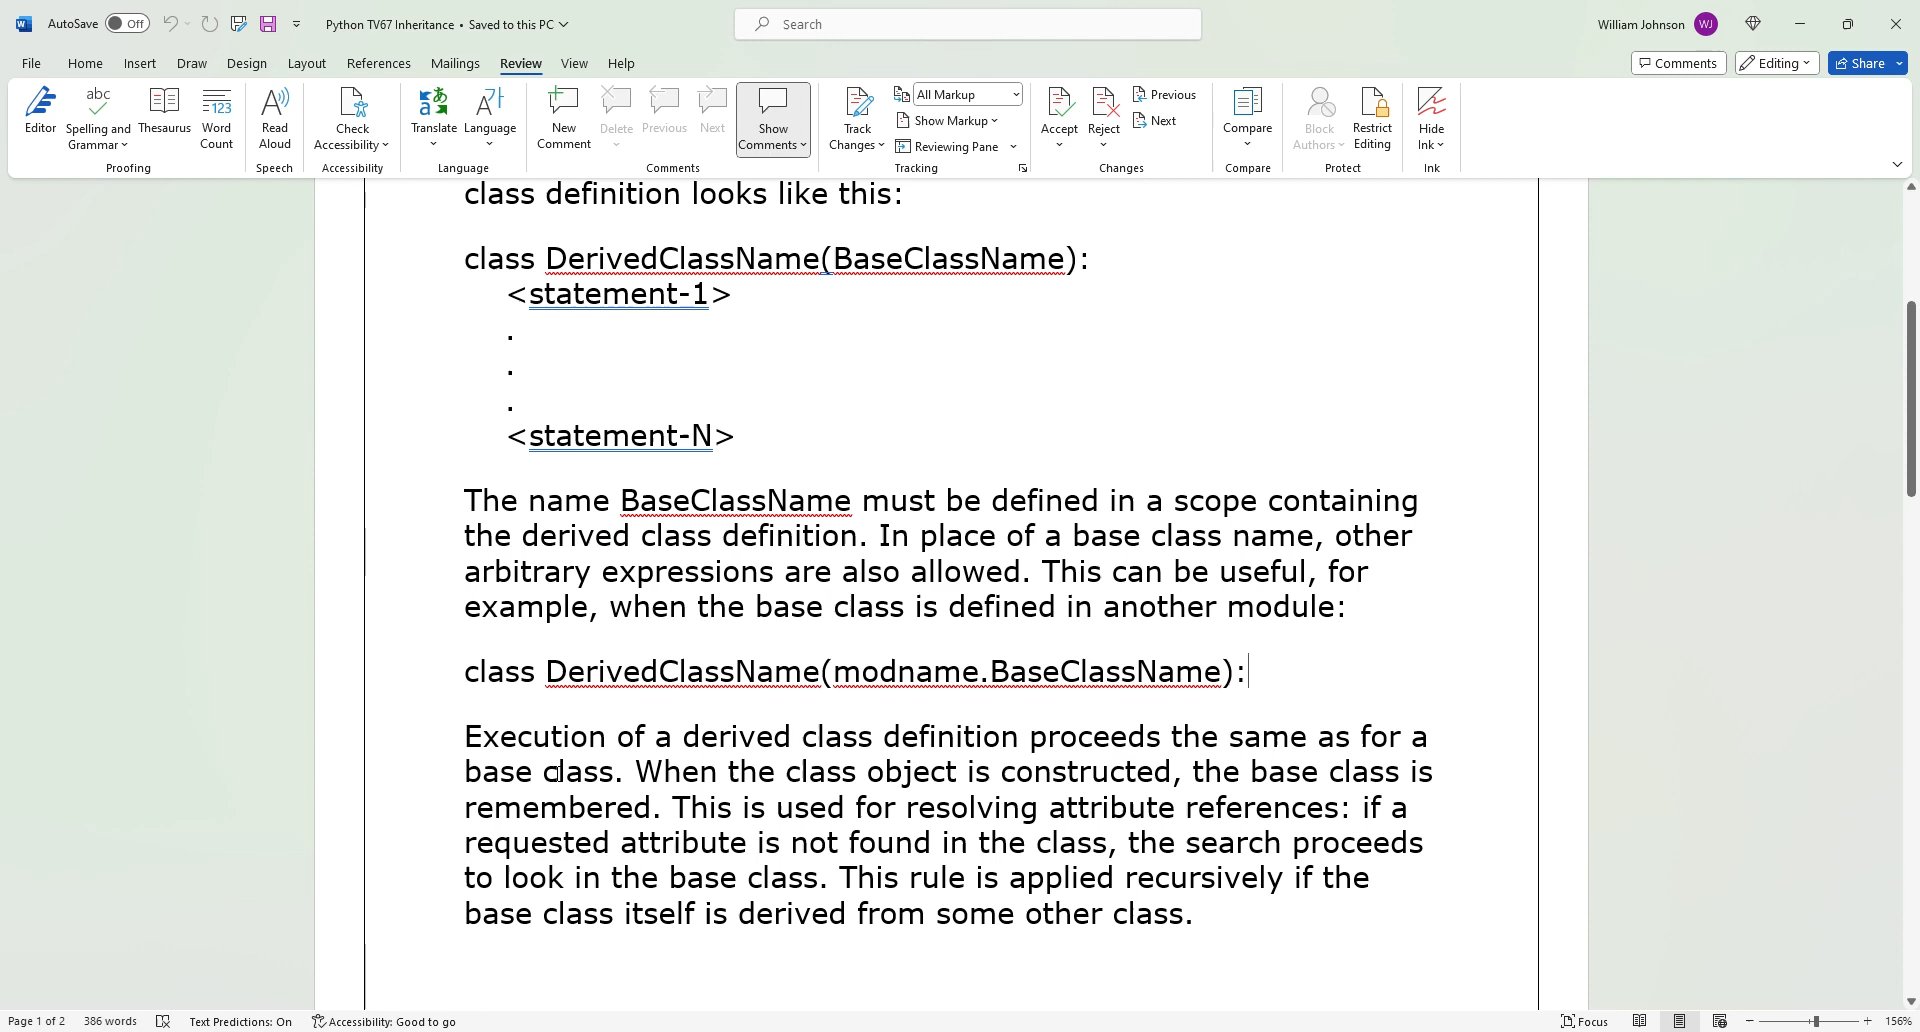 AutoSave Off
Python TV67 Inheritance • Saved to this PC
Search
William Johnson WJ
File Home Insert Draw Design Layout References Mailings Review View Help
Comments Editing Share
Editor
Spelling and Grammar
Thesaurus
Word Count
Proofing
Read Aloud
Speech
Check Accessibility
Accessibility
Translate
Language
Language
New Comment
Delete
Previous
Next
Show Comments
Comments
Track Changes
All Markup
Show Markup
Reviewing Pane
Tracking
Accept
Reject
Previous
Next
Changes
Compare
Compare
Block Authors
Restrict Editing
Protect
Hide Ink
Ink
class definition looks like this:
class DerivedClassName(BaseClassName):
<statement-1>
.
.
.
<statement-N>
The name BaseClassName must be defined in a scope containing
the derived class definition. In place of a base class name, other
arbitrary expressions are also allowed. This can be useful, for
example, when the base class is defined in another module:
class DerivedClassName(modname.BaseClassName):
Execution of a derived class definition proceeds the same as for a
base class. When the class object is constructed, the base class is
remembered. This is used for resolving attribute references: if a
requested attribute is not found in the class, the search proceeds
to look in the base class. This rule is applied recursively if the
base class itself is derived from some other class.
Page 1 of 2 386 words Text Predictions: On Accessibility: Good to go Focus 156%